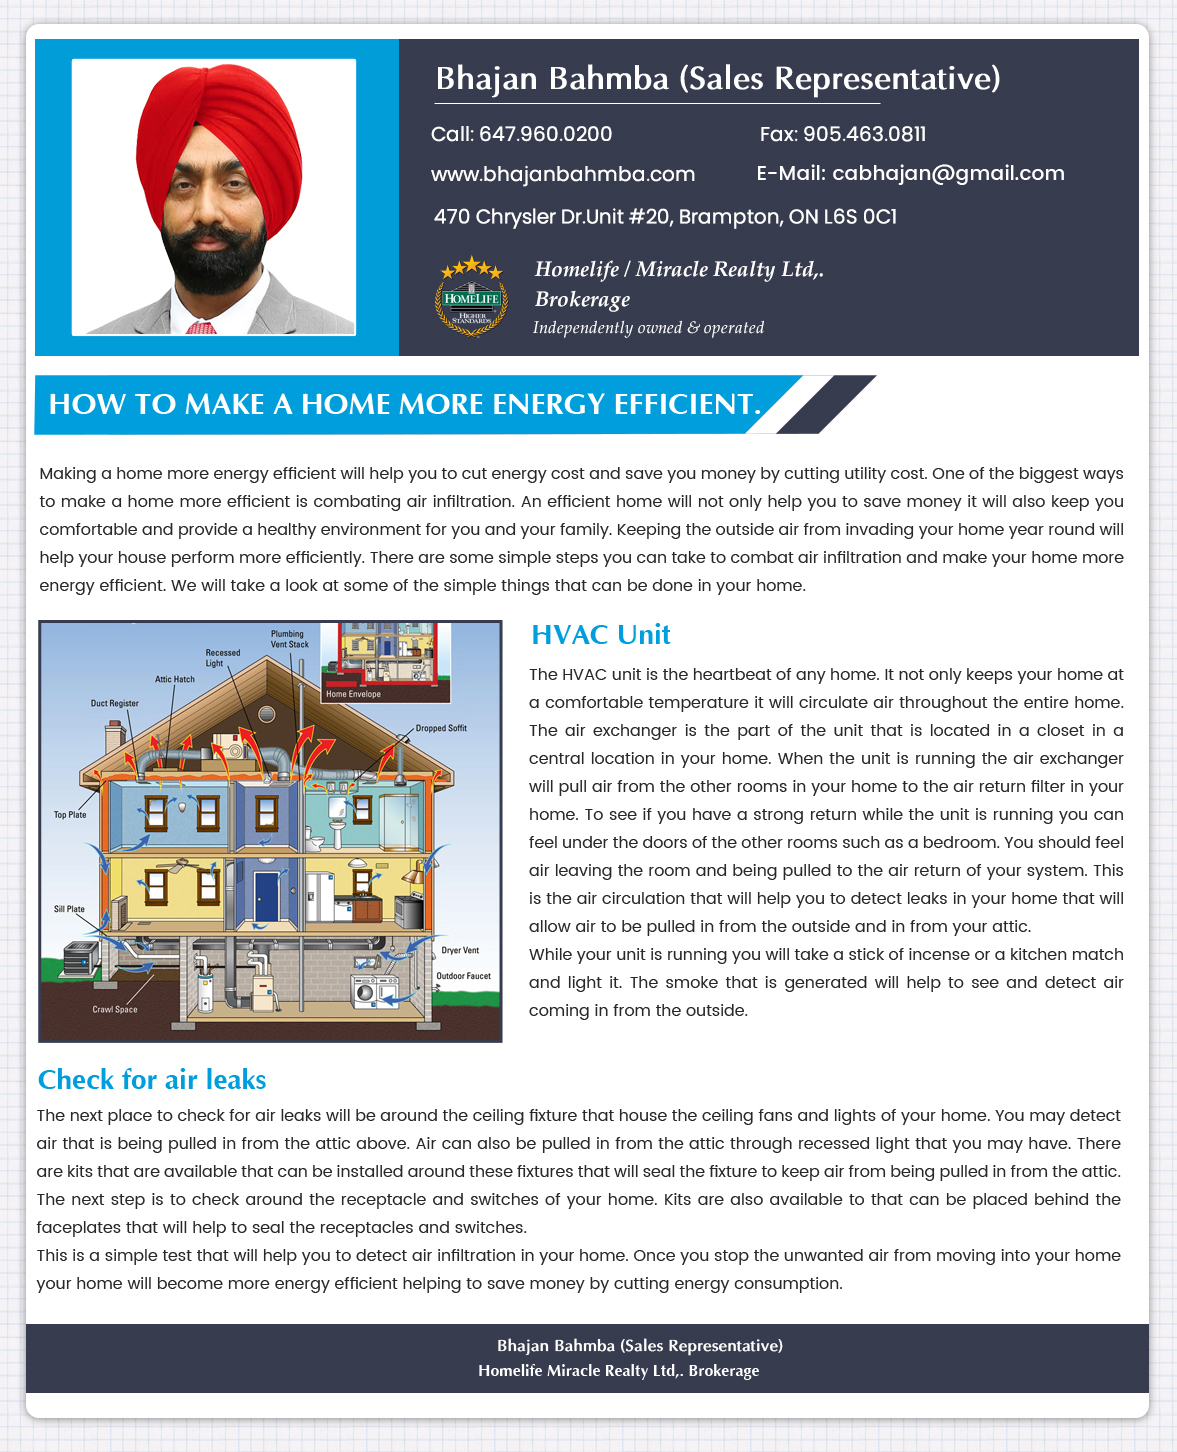 Bhajan Bahmba (Sales Representative)
Call: 647.960.0200
Fax: 905.463.0811
www.bhajanbahmba.com
E-Mail: cabhajan@gmail.com
470 Chrysler Dr.Unit #20, Brampton, ON L6S 0C1
HOMELIFE
HIGHER
STANDARDS
Homelife / Miracle Realty Ltd,.
Brokerage
Independently owned & operated
HOW TO MAKE A HOME MORE ENERGY EFFICIENT.
Making a home more energy efficient will help you to cut energy cost and save you money by cutting utility cost. One of the biggest ways
to make a home more efficient is combating air infiltration. An efficient home will not only help you to save money it will also keep you
comfortable and provide a healthy environment for you and your family. Keeping the outside air from invading your home year round will
help your house perform more efficiently. There are some simple steps you can take to combat air infiltration and make your home more
energy efficient. We will take a look at some of the simple things that can be done in your home.
Plumbing
Vent Stack
Recessed
Light
Attic Hatch
Duct Register
Home Envelope
Dropped Soffit
Top Plate
Sill Plate
Dryer Vent
Outdoor Faucet
Crawl Space
HVAC Unit
The HVAC unit is the heartbeat of any home. It not only keeps your home at
a comfortable temperature it will circulate air throughout the entire home.
The air exchanger is the part of the unit that is located in a closet in a
central location in your home. When the unit is running the air exchanger
will pull air from the other rooms in your home to the air return filter in your
home. To see if you have a strong return while the unit is running you can
feel under the doors of the other rooms such as a bedroom. You should feel
air leaving the room and being pulled to the air return of your system. This
is the air circulation that will help you to detect leaks in your home that will
allow air to be pulled in from the outside and in from your attic.
While your unit is running you will take a stick of incense or a kitchen match
and light it. The smoke that is generated will help to see and detect air
coming in from the outside.
Check for air leaks
The next place to check for air leaks will be around the ceiling fixture that house the ceiling fans and lights of your home. You may detect
air that is being pulled in from the attic above. Air can also be pulled in from the attic through recessed light that you may have. There
are kits that are available that can be installed around these fixtures that will seal the fixture to keep air from being pulled in from the attic.
The next step is to check around the receptacle and switches of your home. Kits are also available to that can be placed behind the
faceplates that will help to seal the receptacles and switches.
This is a simple test that will help you to detect air infiltration in your home. Once you stop the unwanted air from moving into your home
your home will become more energy efficient helping to save money by cutting energy consumption.
Bhajan Bahmba (Sales Representative)
Homelife Miracle Realty Ltd,. Brokerage